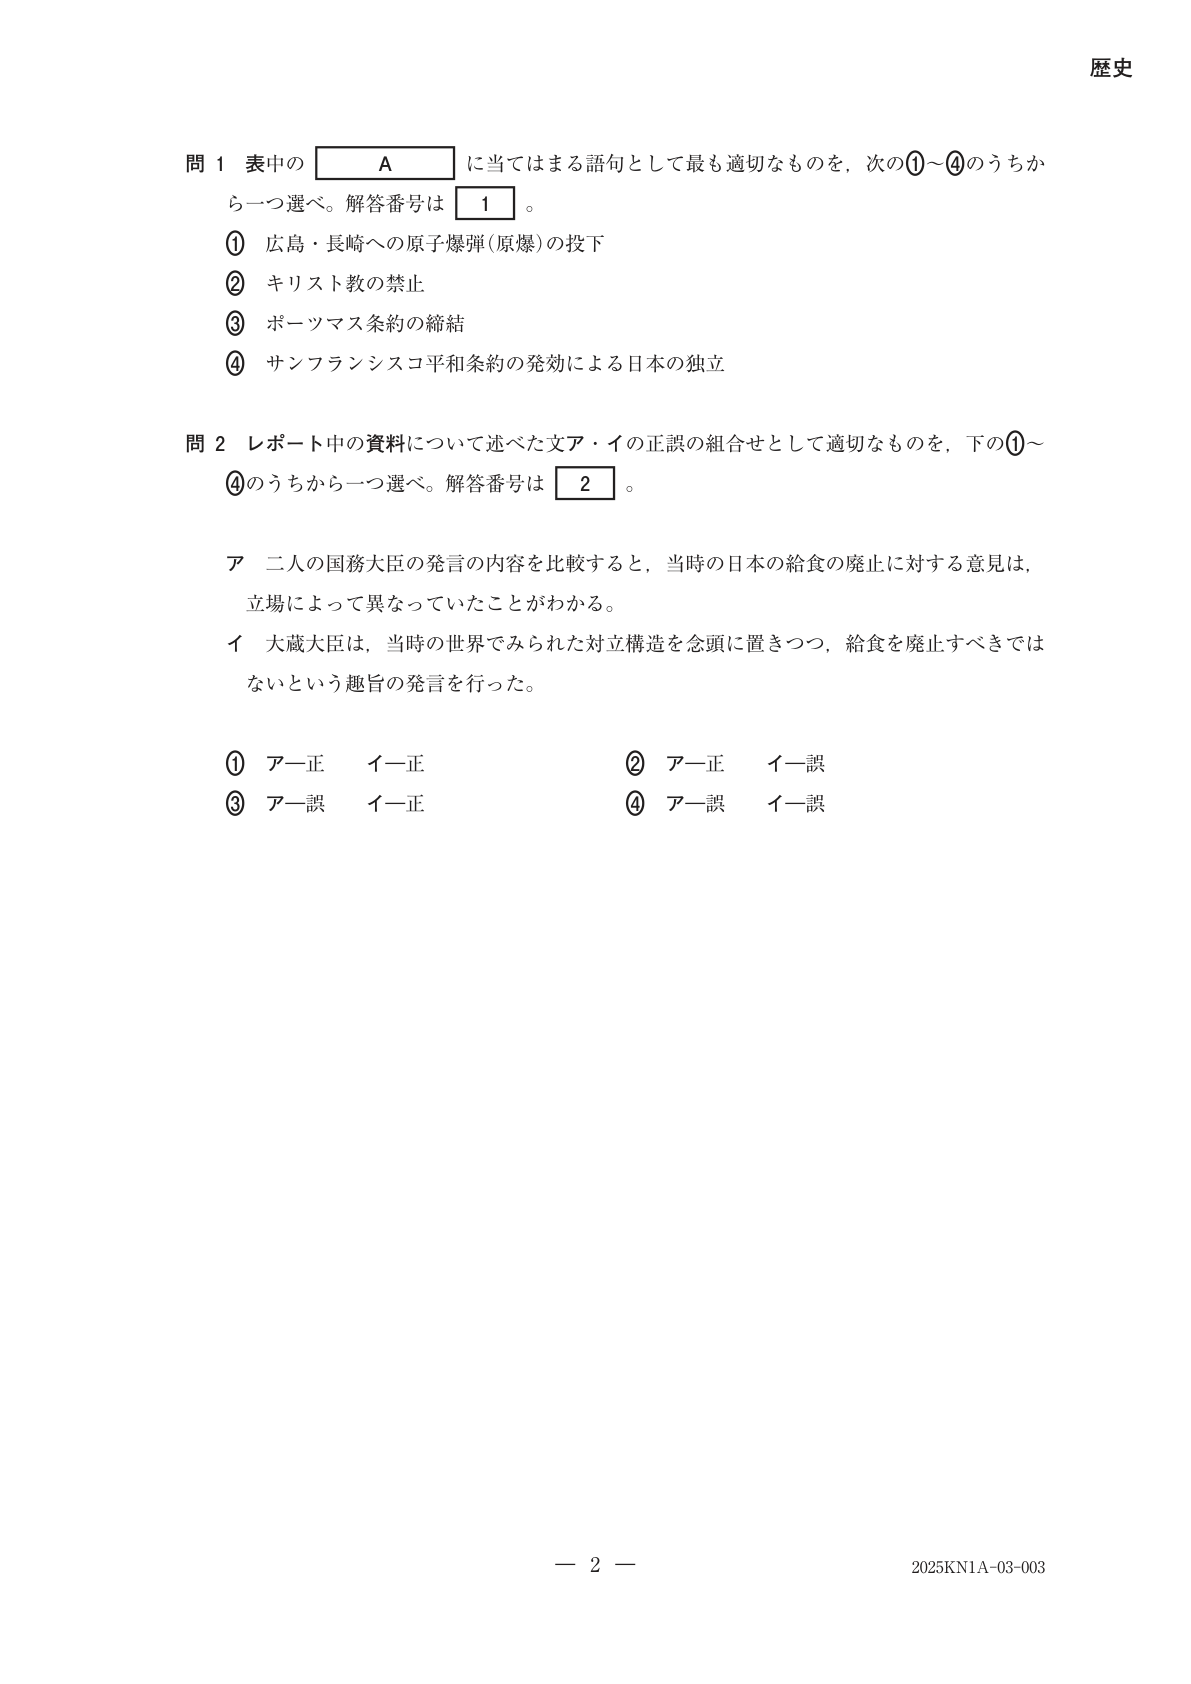 歴史
問 1 表中の A に当てはまる語句として最も適切なものを，次の①～④のうちか
ら一つ選べ。解答番号は 1 。
① 広島・長崎への原子爆弾(原爆)の投下
② キリスト教の禁止
③ ポーツマス条約の締結
④ サンフランシスコ平和条約の発効による日本の独立
問 2 レポート中の資料について述べた文ア・イの正誤の組合せとして適切なものを，下の①～
④のうちから一つ選べ。解答番号は 2 。
ア 二人の国務大臣の発言の内容を比較すると，当時の日本の給食の廃止に対する意見は，
立場によって異なっていたことがわかる。
イ 大蔵大臣は，当時の世界でみられた対立構造を念頭に置きつつ，給食を廃止すべきでは
ないという趣旨の発言を行った。
① ア―正 イ―正 ② ア―正 イ―誤
③ ア―誤 イ―正 ④ ア―誤 イ―誤
― 2 ―
2025KN1A-03-003